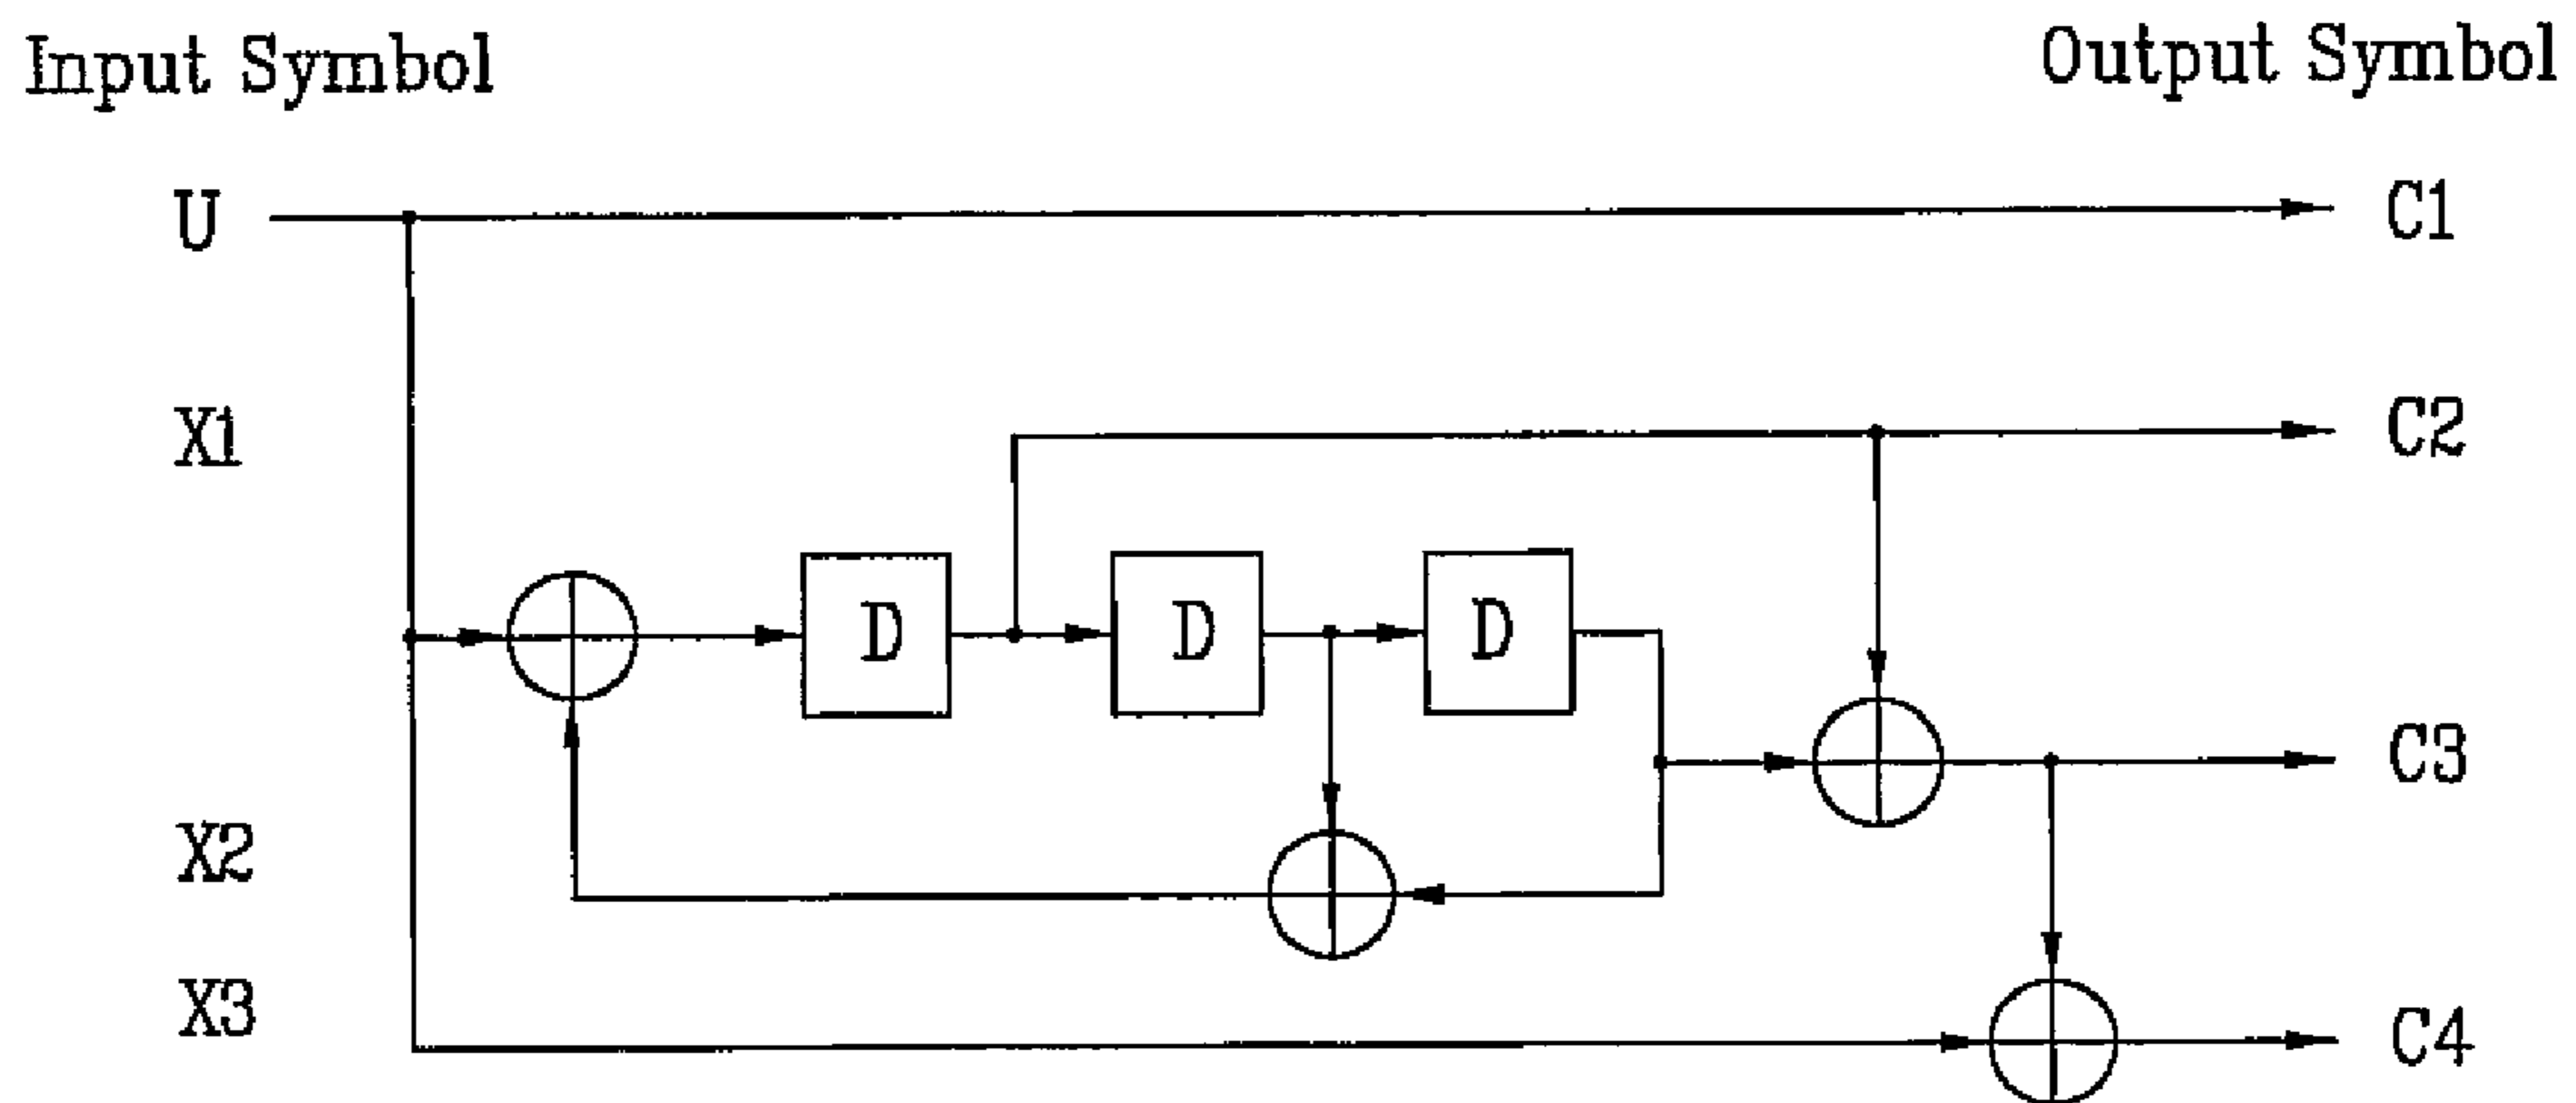 Input Symbol Output Symbol
U C1
X1 C2
D D D
C3
X2
X3 C4